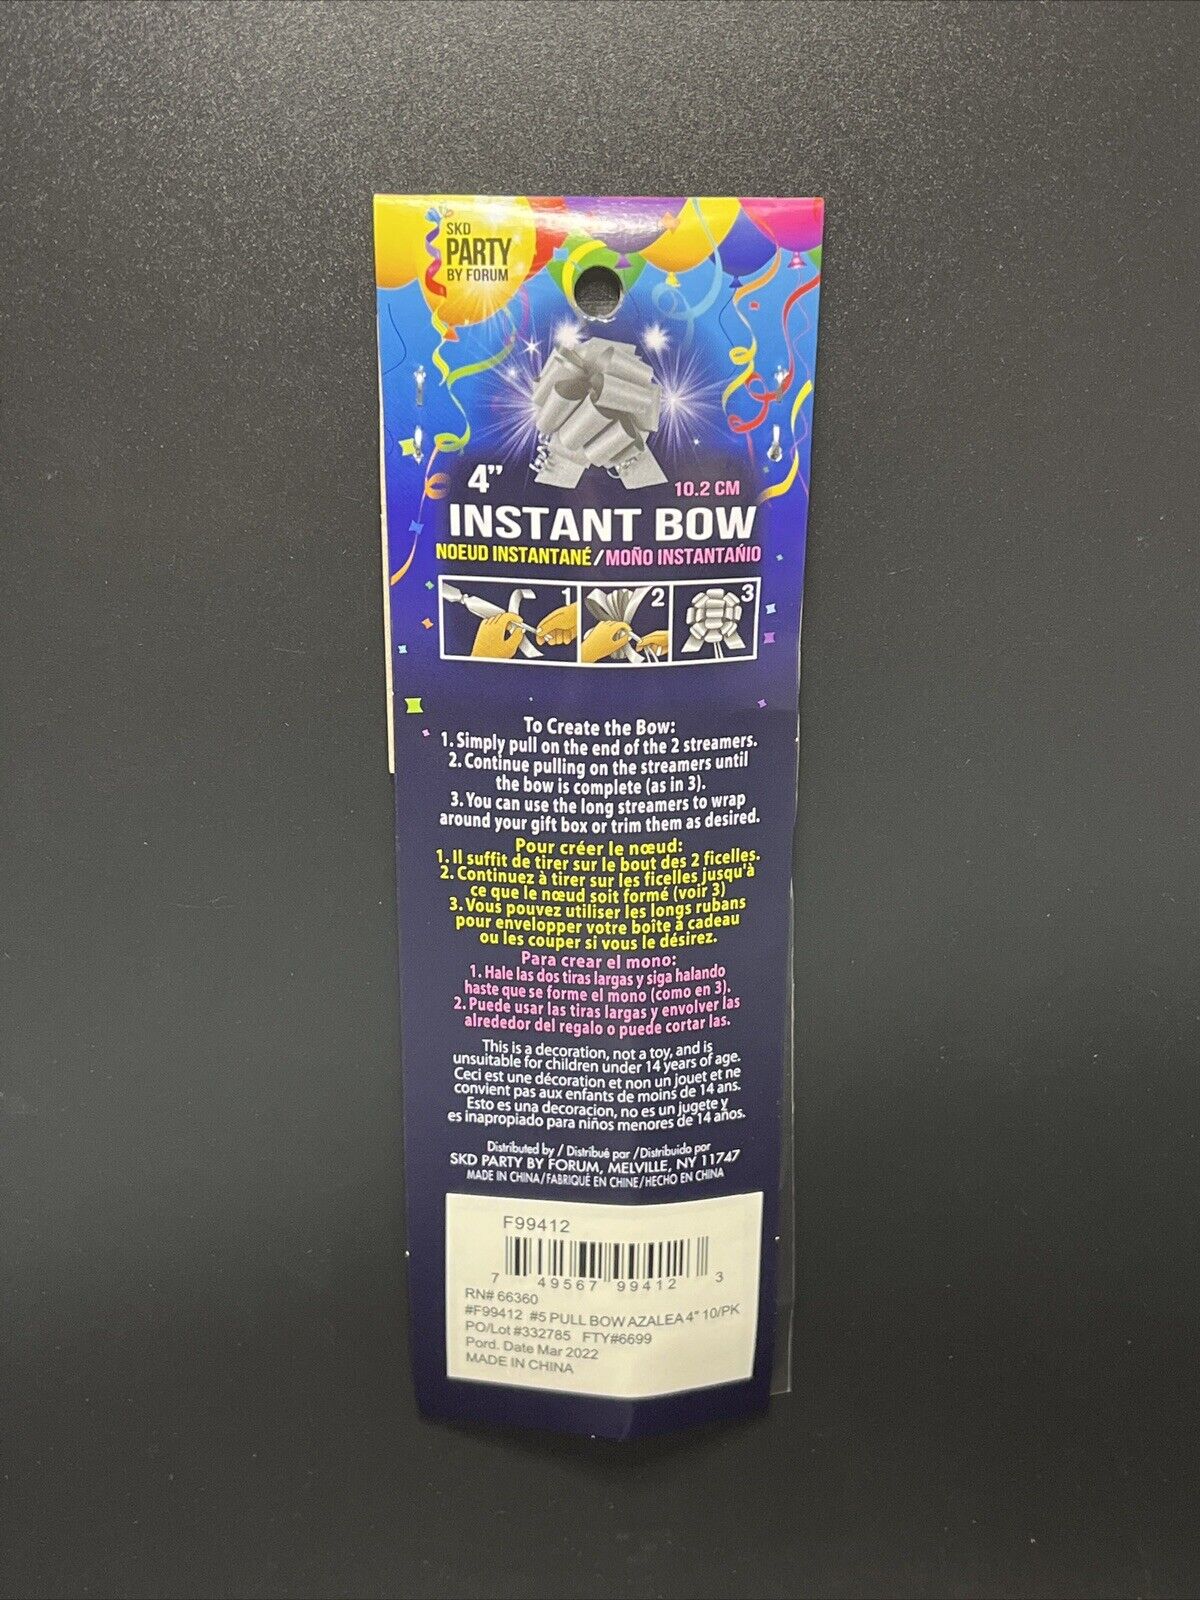 SKD
PARTY
BY FORUM
4”
10.2 CM
INSTANT BOW
NOEUD INSTANTANÉ/MOÑO INSTANTAŃIO
1
2
3
To Create the Bow:
1. Simply pull on the end of the 2 streamers.
2. Continue pulling on the streamers until
the bow is complete (as in 3).
3. You can use the long streamers to wrap
around your gift box or trim them as desired.
Pour créer le nœud:
1. Il suffit de tirer sur le bout des 2 ficelles.
2. Continuez à tirer sur les ficelles jusqu'à
ce que le nœud soit formé (voir 3)
3. Vous pouvez utiliser les longs rubans
pour envelopper votre boîte à cadeau
ou les couper si vous le désirez.
Para crear el mono:
1. Hale las dos tiras largas y siga halando
haste que se forme el mono (como en 3).
2. Puede usar las tiras largas y envolver las
alrededor del regalo o puede cortar las.
This is a decoration, not a toy, and is
unsuitable for children under 14 years of age.
Ceci est une décoration et non un jouet et ne
convient pas aux enfants de moins de 14 ans.
Esto es una decoracion, no es un jugete y
es inapropiado para niños menores de 14 años.
Distributed by / Distribué par /Distribuido por
SKD PARTY BY FORUM, MELVILLE, NY 11747
MADE IN CHINA/FABRIQUÉ EN CHINE/HECHO EN CHINA
F99412
7 49567 99412 3
RN# 66360
#F99412 #5 PULL BOW AZALEA 4" 10/PK
PO/Lot #332785 FTY#6699
Pord. Date Mar 2022
MADE IN CHINA